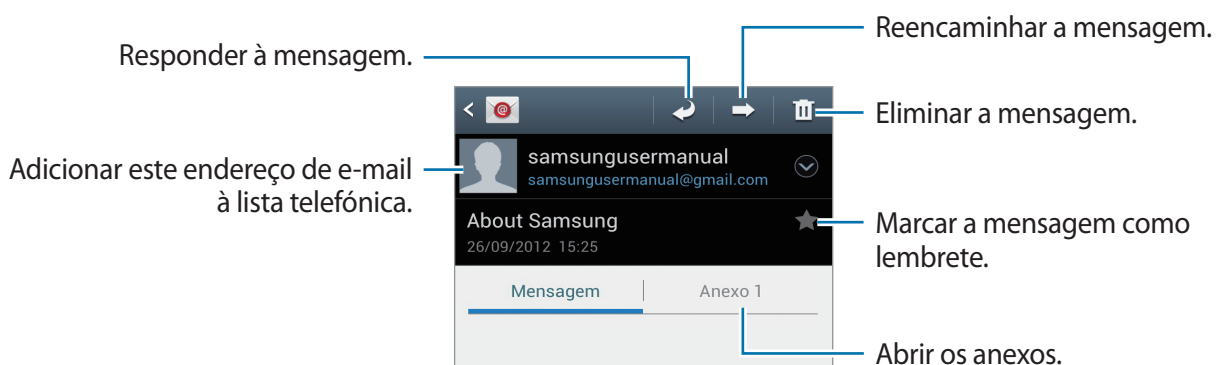 Reencaminhar a mensagem.
Responder à mensagem.
Eliminar a mensagem.
samsungusermanual
samsungusermanual@gmail.com
Adicionar este endereço de e-mail
à lista telefónica.
About Samsung
26/09/2012 15:25
Marcar a mensagem como
lembrete.
Mensagem
Anexo 1
Abrir os anexos.